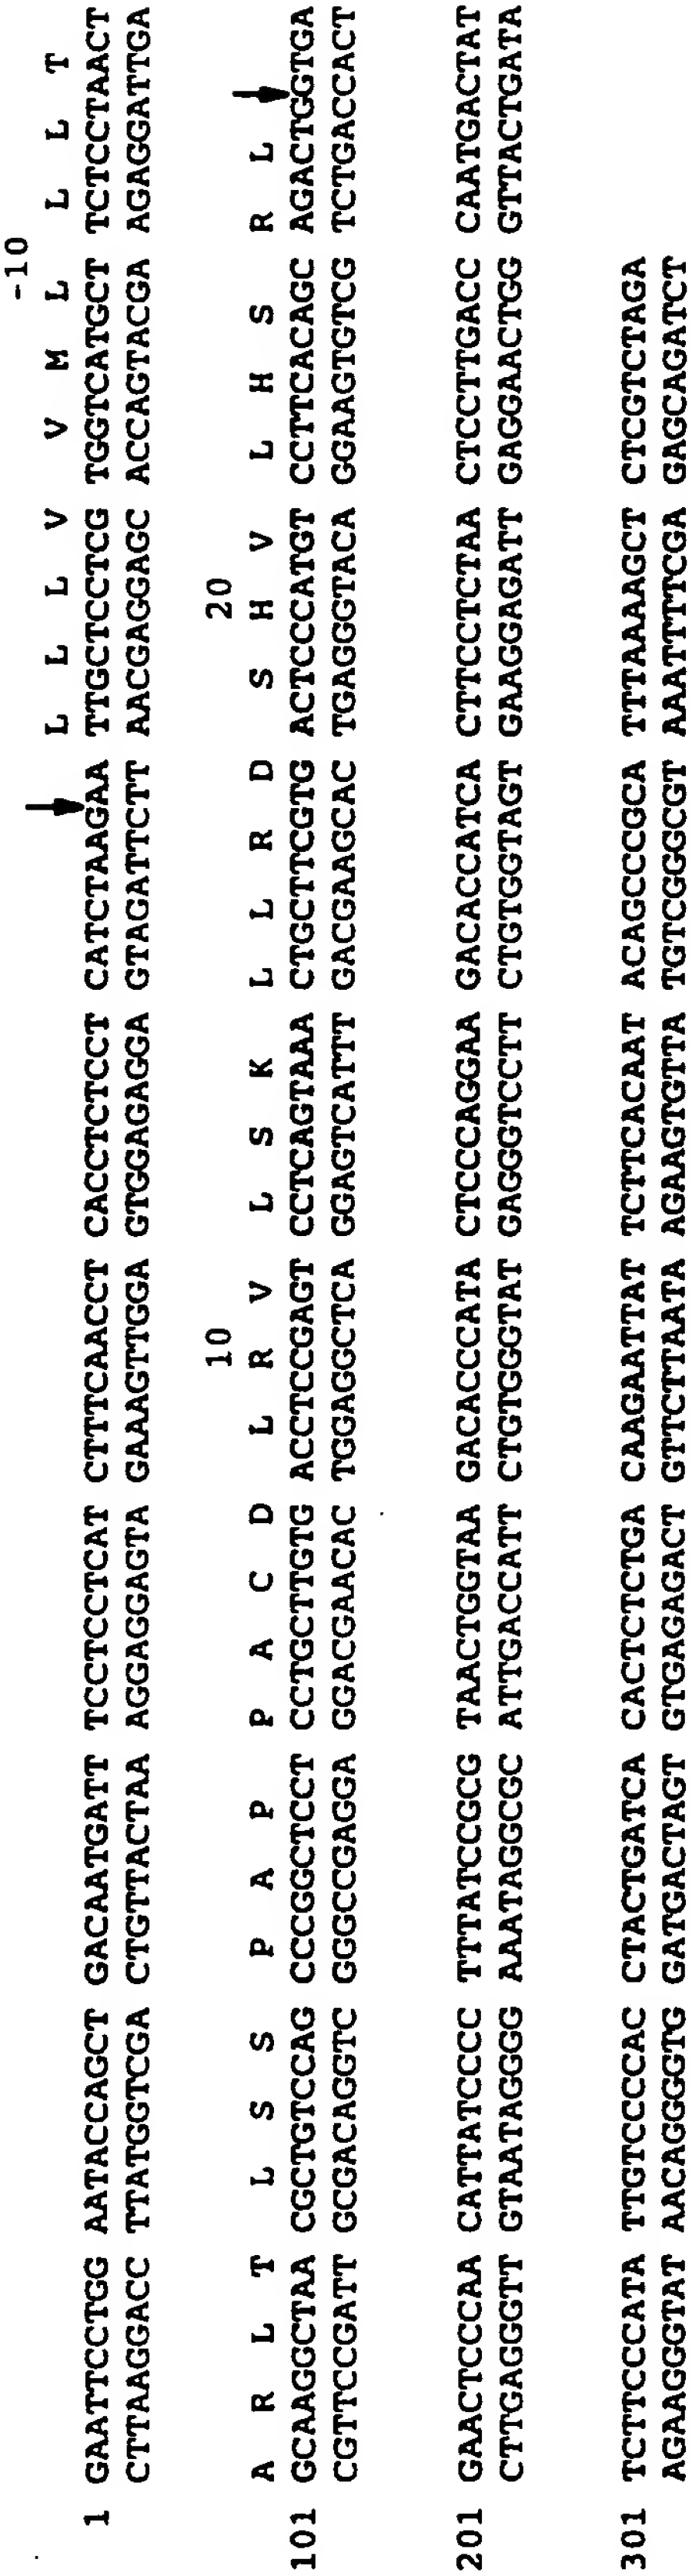 -10
L L L V V M L L L T
1 GAATTCCTGG AATACCAGCT GACAATGATT TCCTCCTCAT CTTTCAACCT CACCTCTCCT CATCTAAGAA TTGCTCCTCG TGGTCATGCT TCTCCTAACT
CTTAAGGACC TTATGGTCGA CTGTTACTAA AGGAGGAGTA GAAAGTTGGA GTGGAGAGGA GTAGATTCTT AACGAGGAGC ACCAGTACGA AGAGGATTGA
10 20
A R L T L S S P A P P A C D L R V L S K L L R D S H V L H S R L
101 GCAAGGCTAA CGCTGTCCAG CCCGGCTCCT CCTGCTTGTG ACCTCCGAGT CCTCAGTAAA CTGCTTCGTG ACTCCCATGT CCTTCACAGC AGACTGGTGA
CGTTCCGATT GCGACAGGTC GGGCCGAGGA GGACGAACAC TGGAGGCTCA GGAGTCATTT GACGAAGCAC TGAGGGTACA GGAAGTGTCG TCTGACCACT
201 GAACTCCCAA CATTATCCCC TTTATCCGCG TAACTGGTAA GACACCCATA CTCCCAGGAA GACACCATCA CTTCCTCTAA CTCCTTGACC CAATGACTAT
CTTGAGGGTT GTAATAGGGG AAATAGGCGC ATTGACCATT CTGTGGGTAT GAGGGTCCTT CTGTGGTAGT GAAGGAGATT GAGGAACTGG GTTACTGATA
301 TCTTCCCATA TTGTCCCCAC CTACTGATCA CACTCTCTGA CAAGAATTAT TCTTCACAAT ACAGCCCGCA TTTAAAAGCT CTCGTCTAGA
AGAAGGGTAT AACAGGGGTG GATGACTAGT GTGAGAGACT GTTCTTAATA AGAAGTGTTA TGTCGGGCGT AAATTTTCGA GAGCAGATCT